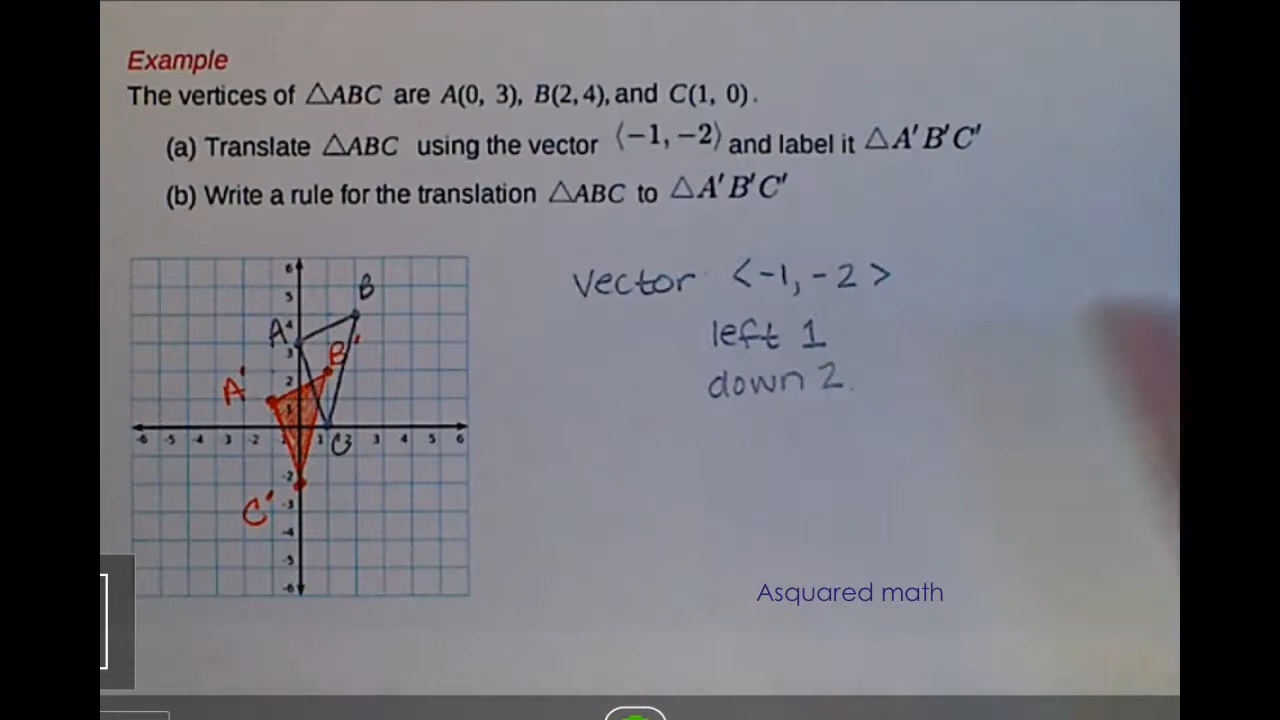 Example
The vertices of △ABC are A(0, 3), B(2,4), and C(1, 0).
(a) Translate △ABC using the vector ⟨−1, −2⟩ and label it △A′B′C′
(b) Write a rule for the translation △ABC to △A′B′C′
Vector <-1, -2>
left 1
down 2.
B
A
B'
A'
C
C'
6
5
4
3
2
1
-6 -5 -4 -3 -2 1 2 3 4 5 6
-2
-3
-4
-5
-6
Asquared math